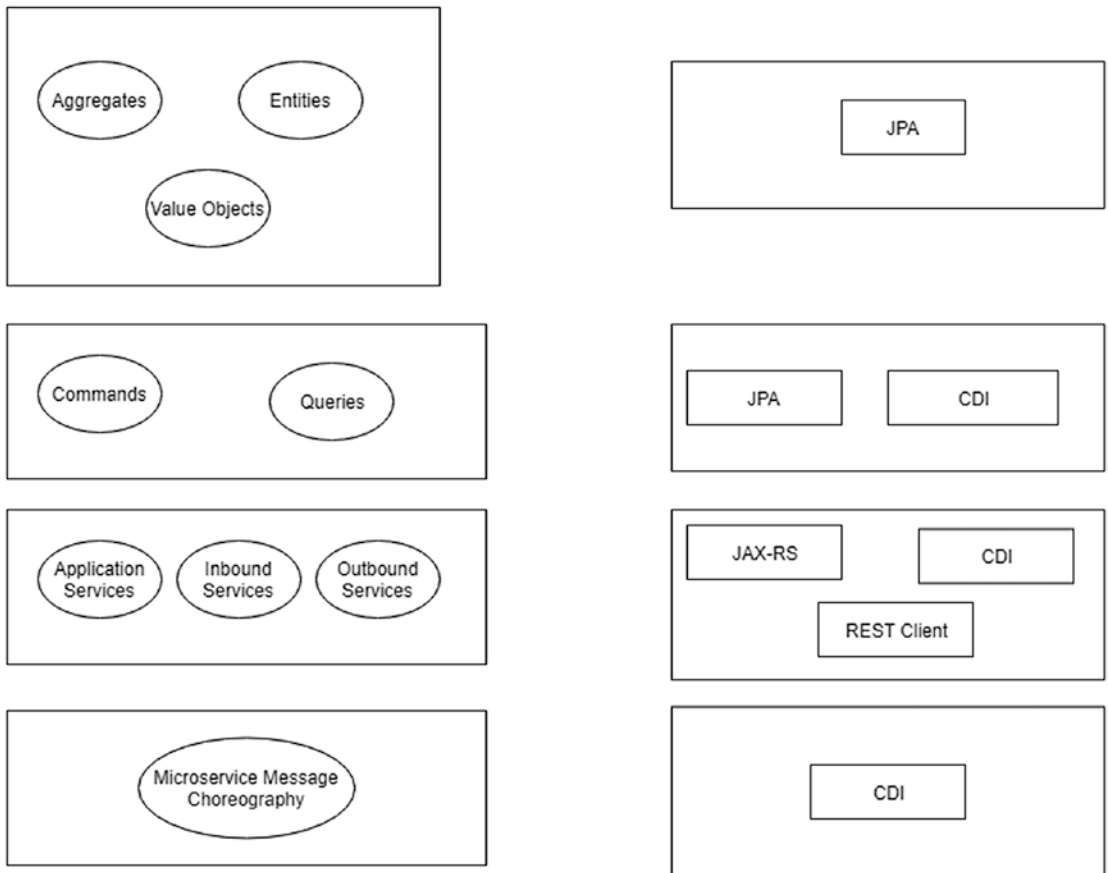 Aggregates
Entities
Value Objects
JPA
Commands
Queries
JPA
CDI
Application
Services
Inbound
Services
Outbound
Services
JAX-RS
CDI
REST Client
Microservice Message
Choreography
CDI